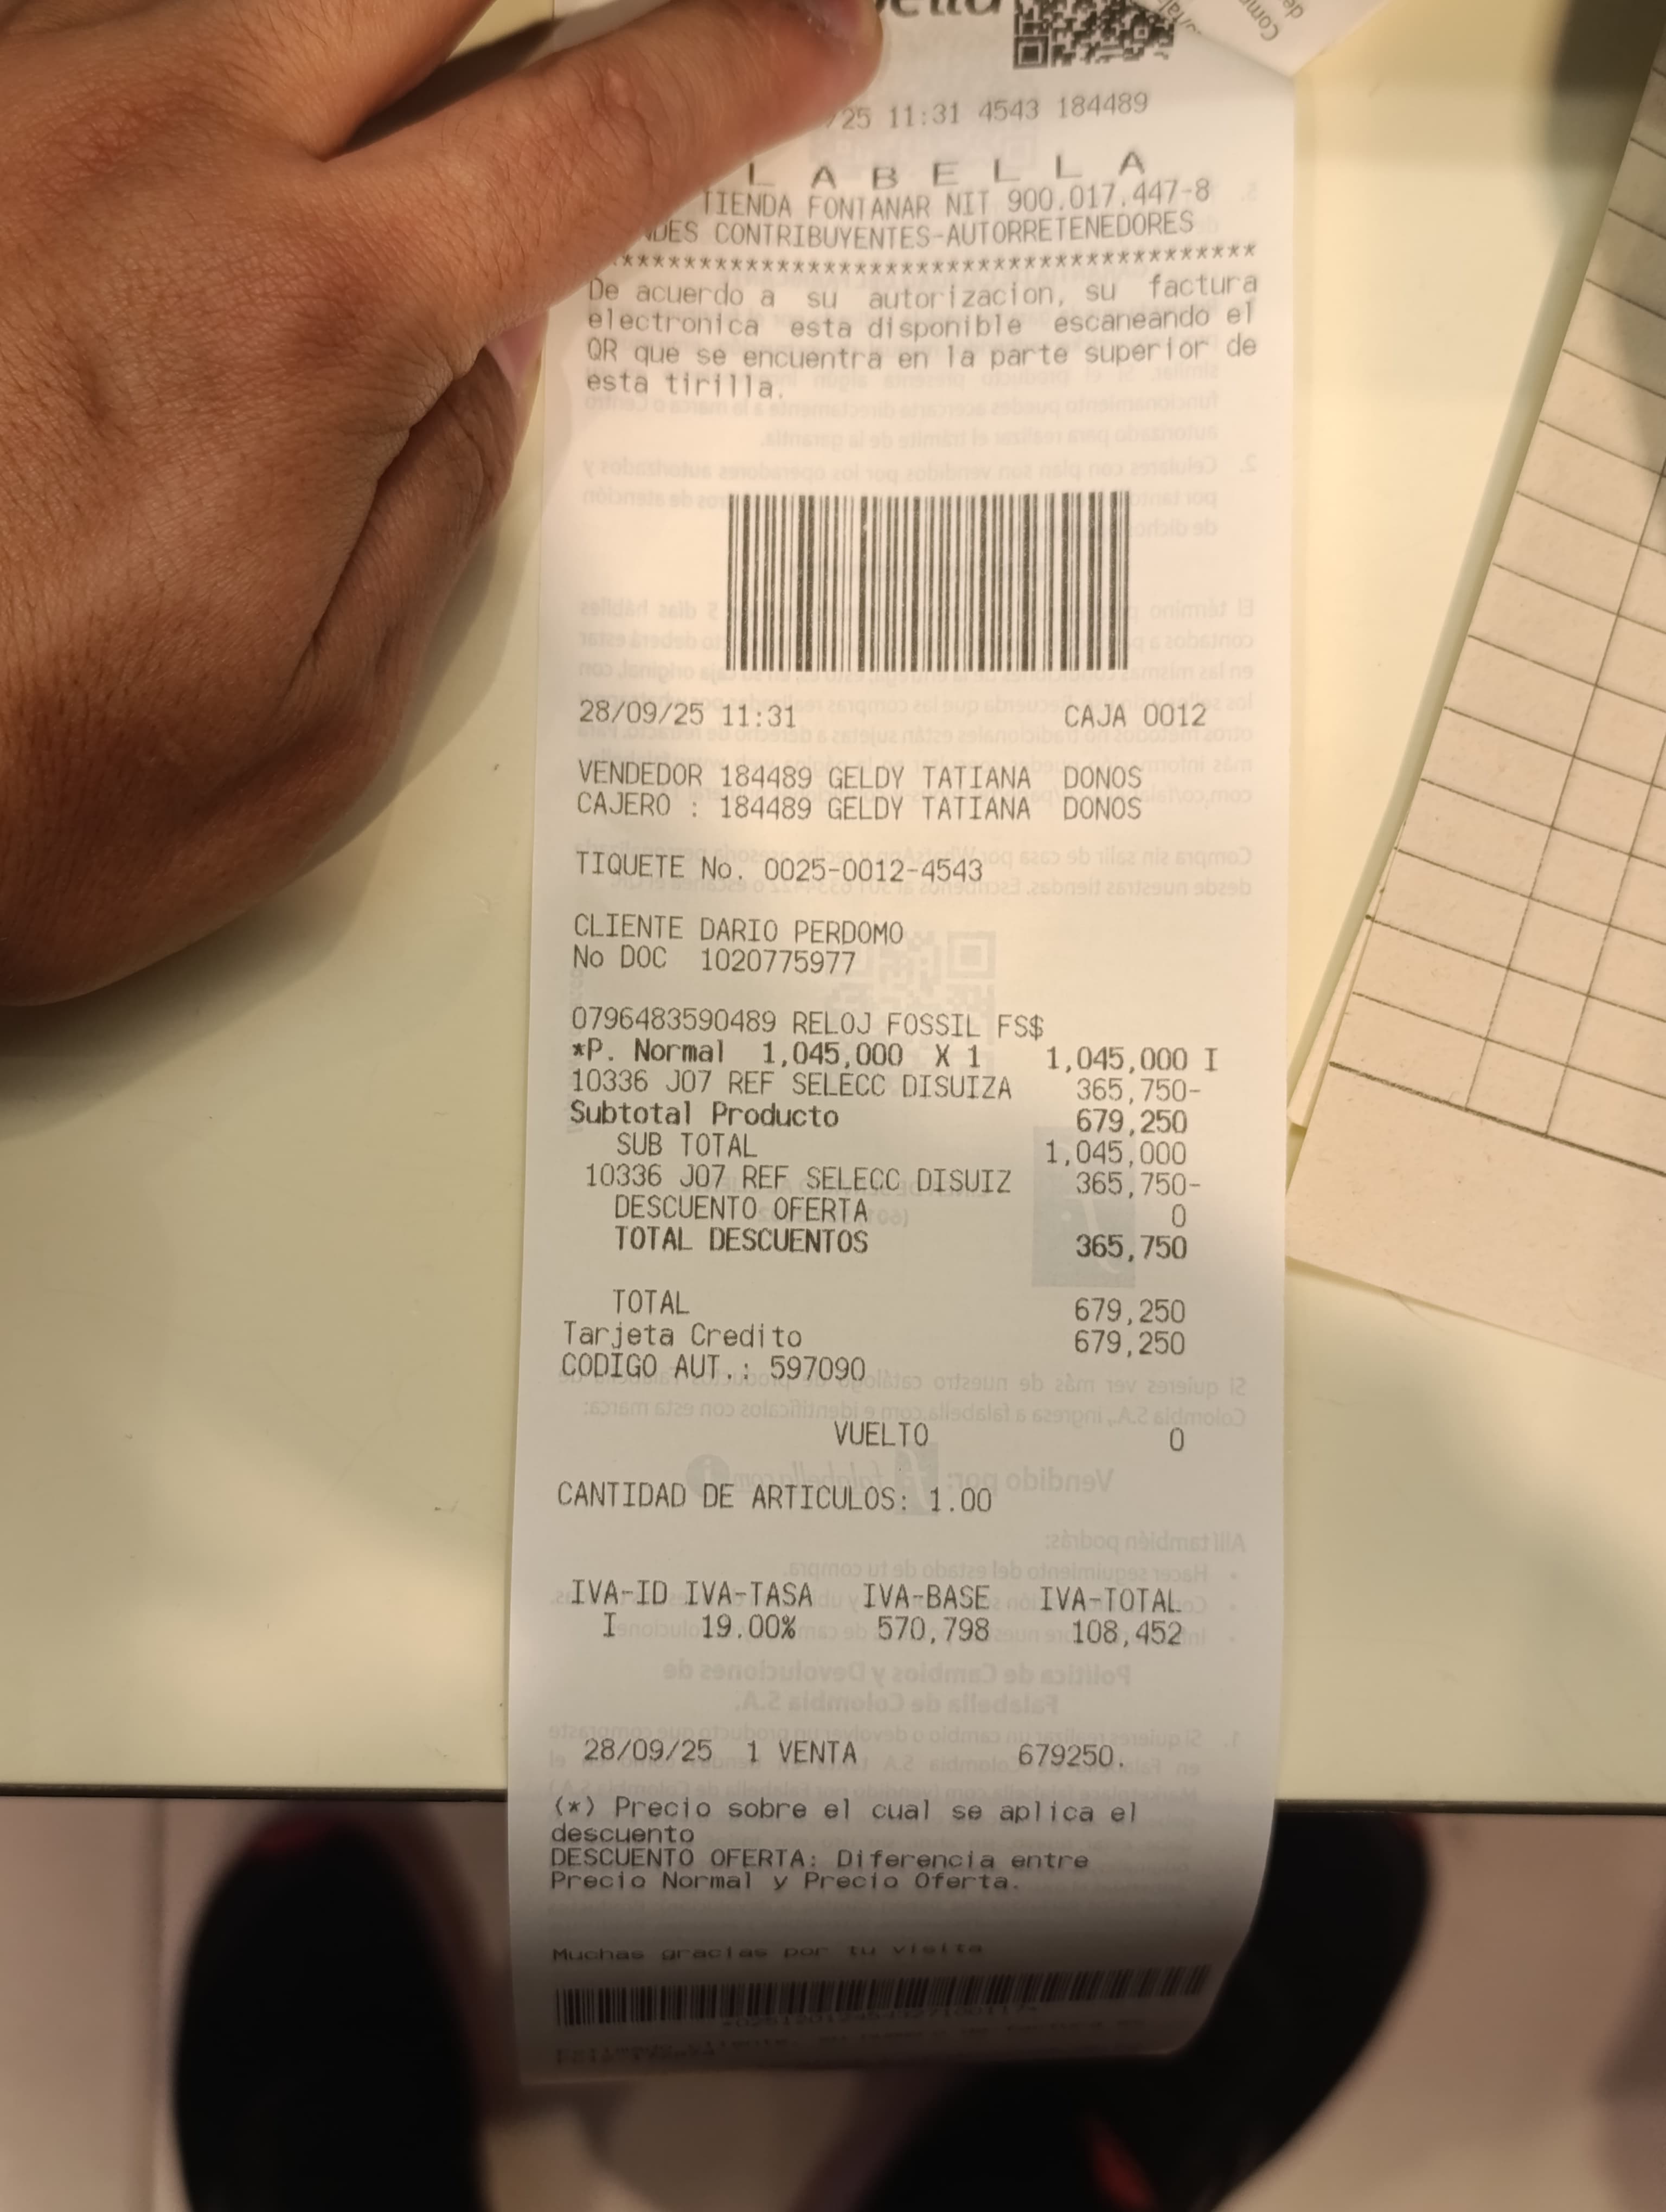 /25 11:31 4543 184489
L A B E L L A
TIENDA FONTANAR NIT 900.017.447-8
CONTRIBUYENTES-AUTORRETENEDORES
******************************************
De acuerdo a su autorizacion, su factura
electronica esta disponible escaneando el
QR que se encuentra en la parte superior de
esta tirilla.
28/09/25 11:31 CAJA 0012
VENDEDOR 184489 GELDY TATIANA DONOS
CAJERO : 184489 GELDY TATIANA DONOS
TIQUETE No. 0025-0012-4543
CLIENTE DARIO PERDOMO
No DOC 1020775977
0796483590489 RELOJ FOSSIL FS$
*P. Normal 1,045,000 X 1 1,045,000 I
10336 J07 REF SELECC DISUIZA 365,750-
Subtotal Producto 679,250
SUB TOTAL 1,045,000
10336 J07 REF SELECC DISUIZ 365,750-
DESCUENTO OFERTA 0
TOTAL DESCUENTOS 365,750
TOTAL 679,250
Tarjeta Credito 679,250
CODIGO AUT.: 597090
VUELTO 0
CANTIDAD DE ARTICULOS: 1.00
IVA-ID IVA-TASA IVA-BASE IVA-TOTAL
I 19.00% 570,798 108,452
28/09/25 1 VENTA 679250.
(*) Precio sobre el cual se aplica el
descuento
DESCUENTO OFERTA: Diferencia entre
Precio Normal y Precio Oferta.
Muchas gracias por tu visita